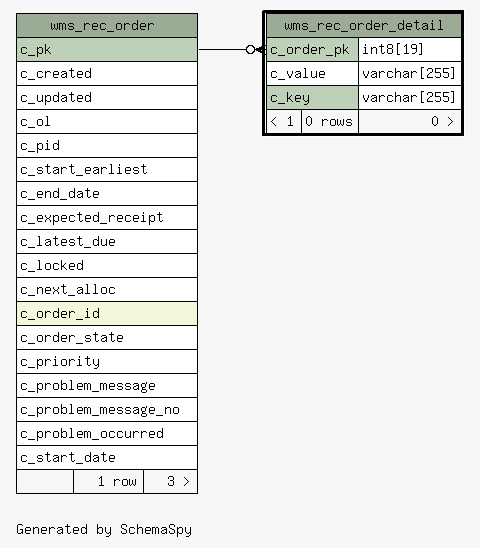 wms_rec_order
c_pk
c_created
c_updated
c_ol
c_pid
c_start_earliest
c_end_date
c_expected_receipt
c_latest_due
c_locked
c_next_alloc
c_order_id
c_order_state
c_priority
c_problem_message
c_problem_message_no
c_problem_occurred
c_start_date
1 row 3 >
wms_rec_order_detail
c_order_pk int8[19]
c_value varchar[255]
c_key varchar[255]
< 1 0 rows 0 >
Generated by SchemaSpy